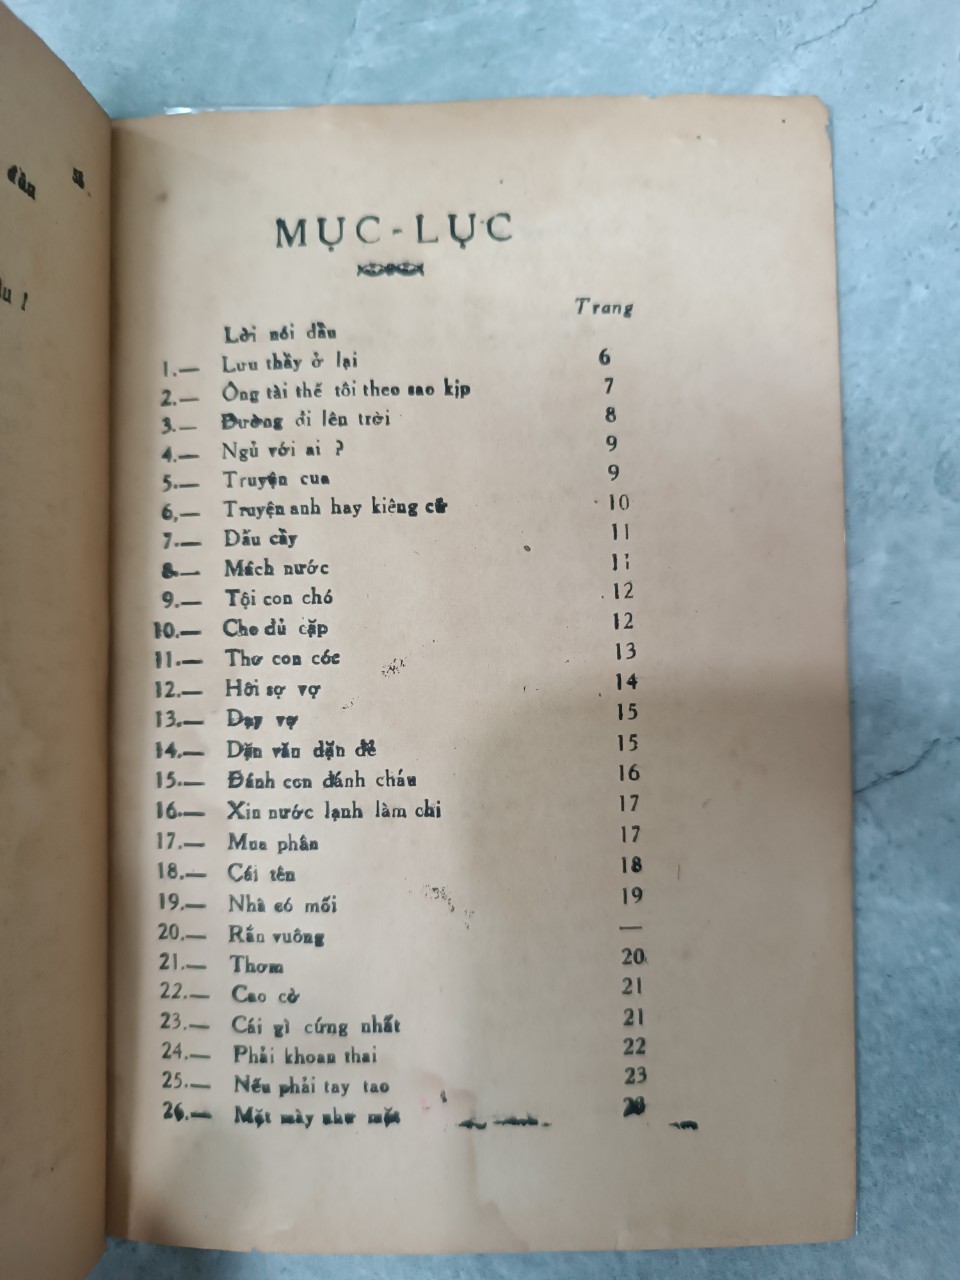 đàn 58.
MỤC-LỤC
Trang
Lời nói đầu
1.— Lưu thầy ở lại 6
2.— Ông tài thế tôi theo sao kịp 7
3.— Đường đi lên trời 8
4.— Ngủ với ai ? 9
5.— Truyện cua 9
6.— Truyện anh hay kiêng cữ 10
7.— Dấu cầy 11
8.— Mách nước 11
9.— Tội con chó 12
10.— Cho đủ cặp 12
11.— Thơ con cóc 13
12.— Hội sợ vợ 14
13.— Dạy vợ 15
14.— Dặn văn dặn đề 15
15.— Đánh con đánh cháu 16
16.— Xin nước lạnh làm chi 17
17.— Mua phân 17
18.— Cái tên 18
19.— Nhà có mối 19
20.— Rắn vuông —
21.— Thơm 20
22.— Cao cờ 21
23.— Cái gì cứng nhất 21
24.— Phải khoan thai 22
25.— Nếu phải tay tao 23
26.— Mặt mày như mặt